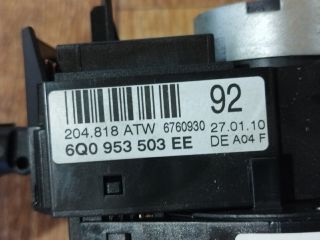 92
204.818 ATW 6760930 27.01.10
6Q0 953 503 EE DE A04 F